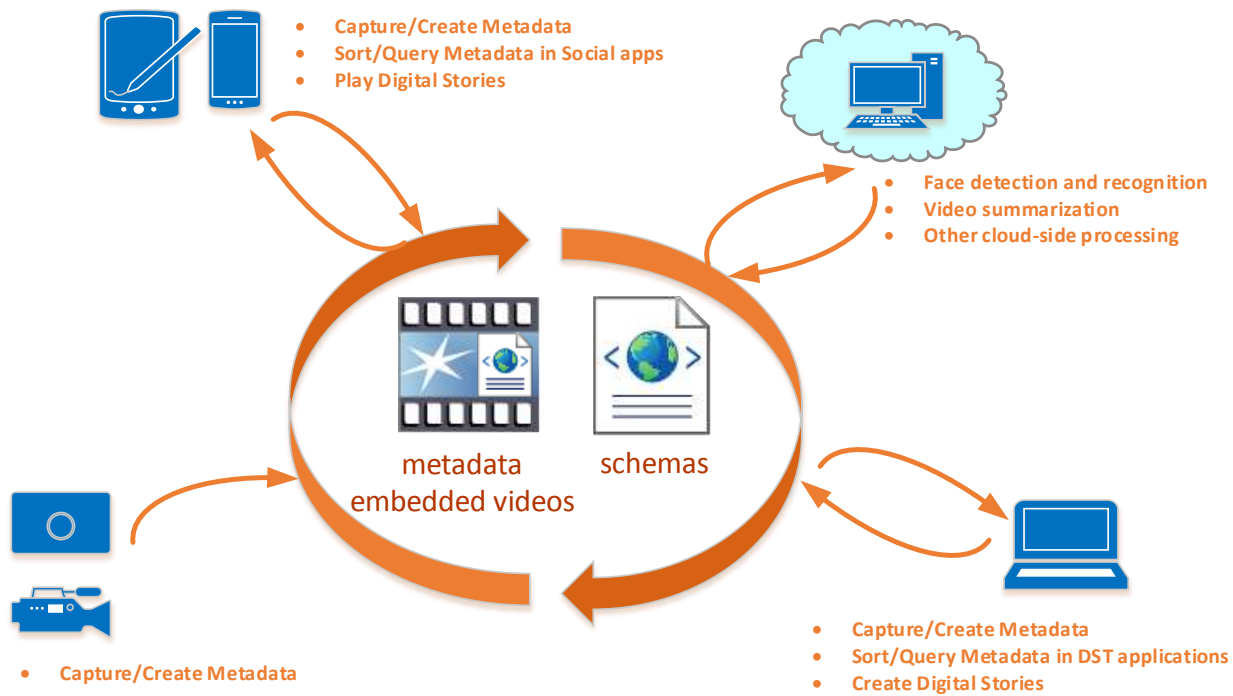 • Capture/Create Metadata
• Sort/Query Metadata in Social apps
• Play Digital Stories
• Face detection and recognition
• Video summarization
• Other cloud-side processing
metadata
embedded videos
schemas
• Capture/Create Metadata
• Capture/Create Metadata
• Sort/Query Metadata in DST applications
• Create Digital Stories